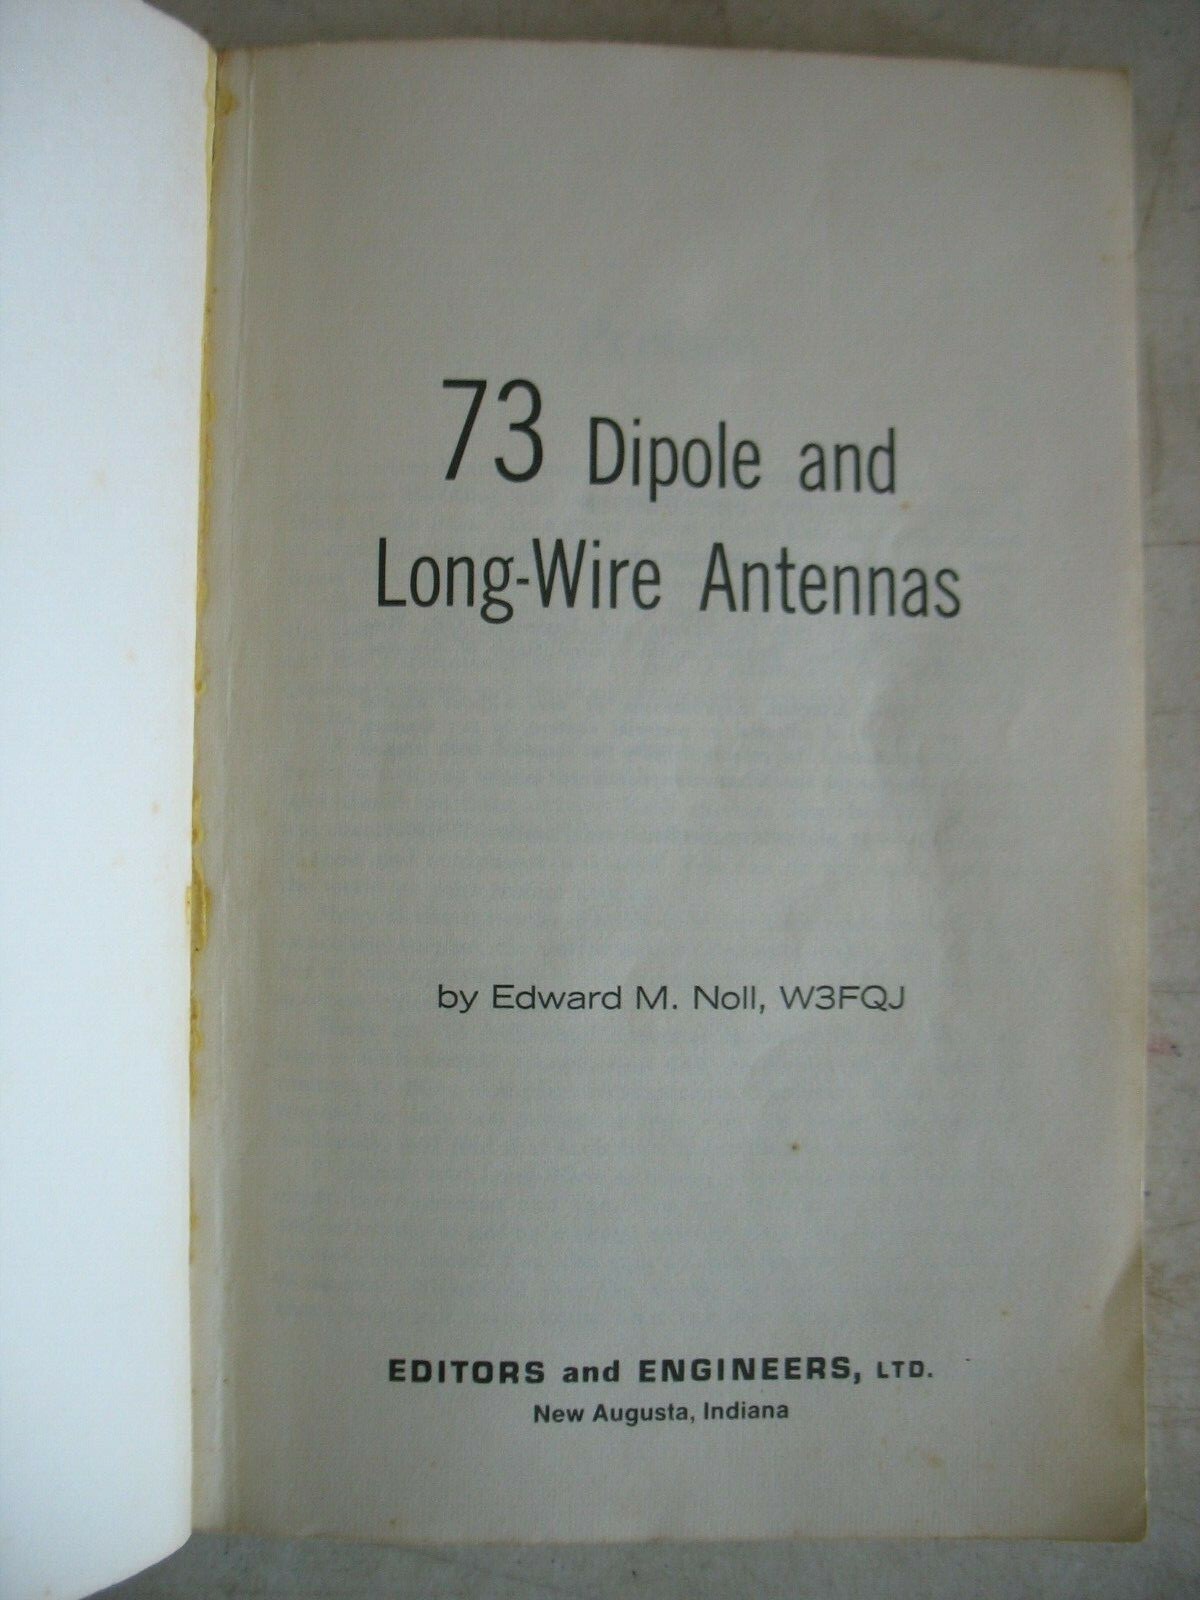 73 Dipole and
Long-Wire Antennas
by Edward M. Noll, W3FQJ
EDITORS and ENGINEERS, LTD.
New Augusta, Indiana